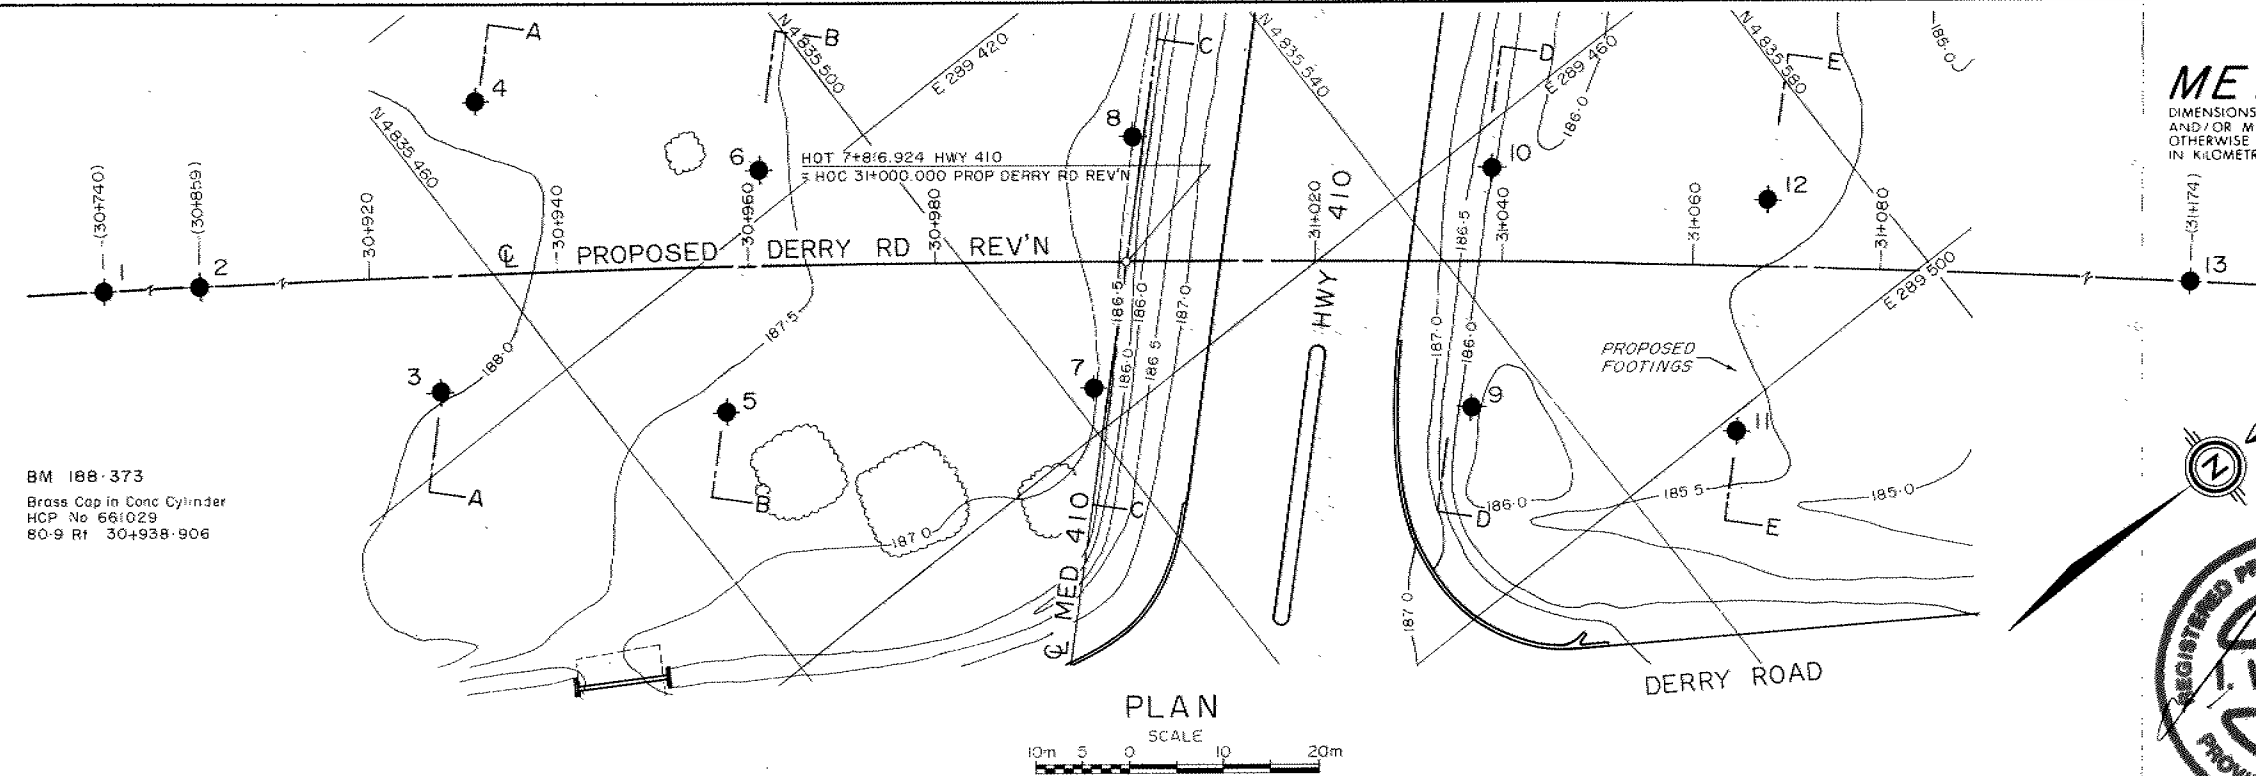 A
B
C
D
E
4
N 4 835 500
E 289 420
N 4 835 540
E 289 460
N 4 835 580
185·0
186·0
ME
DIMENSIONS
AND/OR M
OTHERWISE
IN KILOMETR
N 4 835 460
8
6
HOT 7+816.924 HWY 410
= HOC 31+000.000 PROP DERRY RD REV'N
10
12
(30+740)
(30+859)
30+920
30+940
30+960
30+980
31+020
186·5
31+040
31+060
31+080
(31+174)
1
2
℄ PROPOSED DERRY RD REV'N
HWY 410
13
E 289 500
188·0
187·5
186·5
186·0
187·0
186·0
186·5
187·0
186·0
PROPOSED
FOOTINGS
3
5
7
9
11
BM 188·373
Brass Cap in Conc Cylinder
HCP No 661029
80·9 Rt 30+938·906
A
B
C
D
E
187·0
186·0
185·5
185·0
N
℄ MED 410
187·0
DERRY ROAD
PLAN
SCALE
10m 5 0 10 20m
REGISTERED PR
I.
PROV